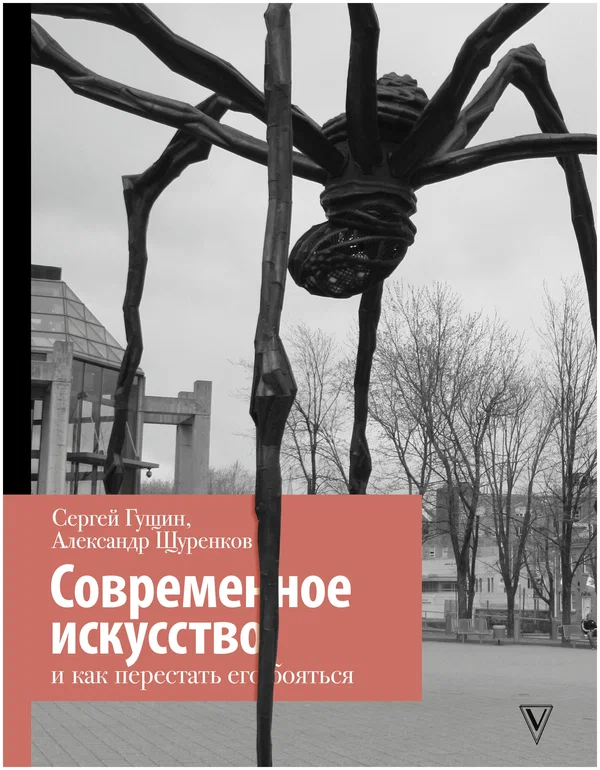 Сергей Гущин,
Александр Щуренков
Современное
искусство
и как перестать его бояться
V